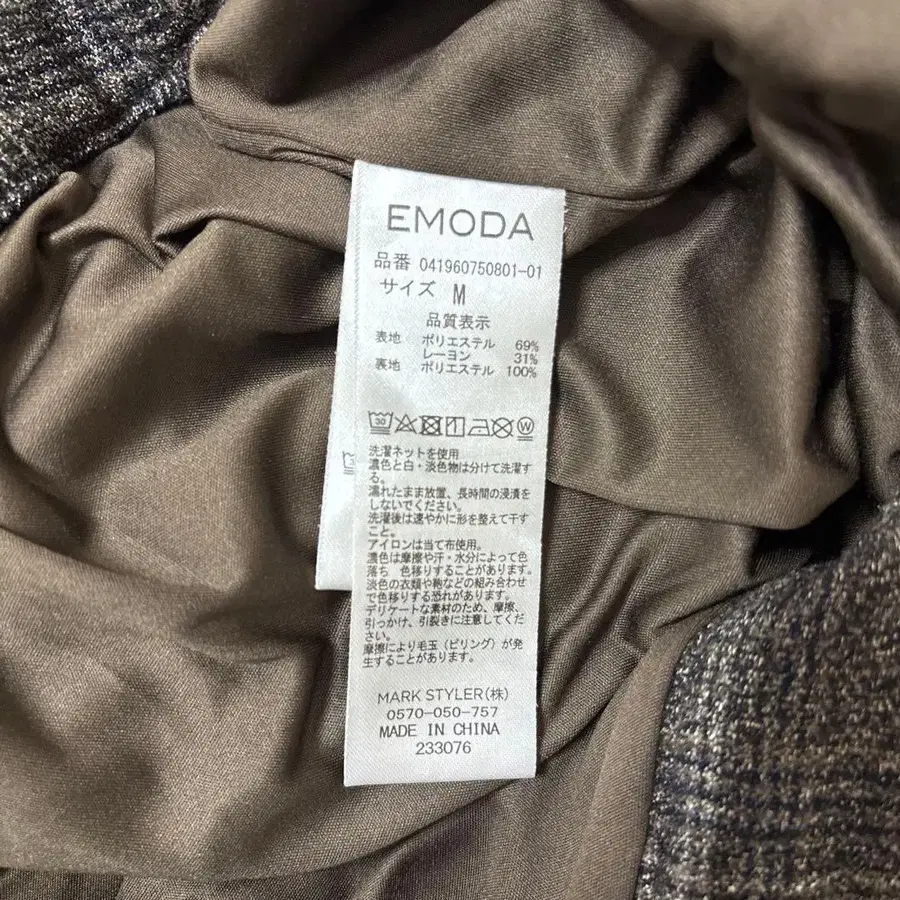 EMODA
品番 041960750801-01
サイズ M
品質表示
表地 ポリエステル 69%
レーヨン 31%
裏地 ポリエステル 100%
30
洗濯ネットを使用
濃色と白・淡色物は分けて洗濯す
る。
濡れたまま放置、長時間の浸漬を
しないでください。
洗濯後は速やかに形を整えて干す
こと。
アイロンは当て布使用。
濃色は摩擦や汗・水分によって色
落ち 色移りすることがあります。
淡色の衣類や鞄などの組み合わせ
で色移りする恐れがあります。
デリケートな素材のため、摩擦、
引っかけ、引裂きに注意してくだ
さい。
摩擦により毛玉(ピリング)が発
生することがあります。
MARK STYLER(株)
0570-050-757
MADE IN CHINA
233076